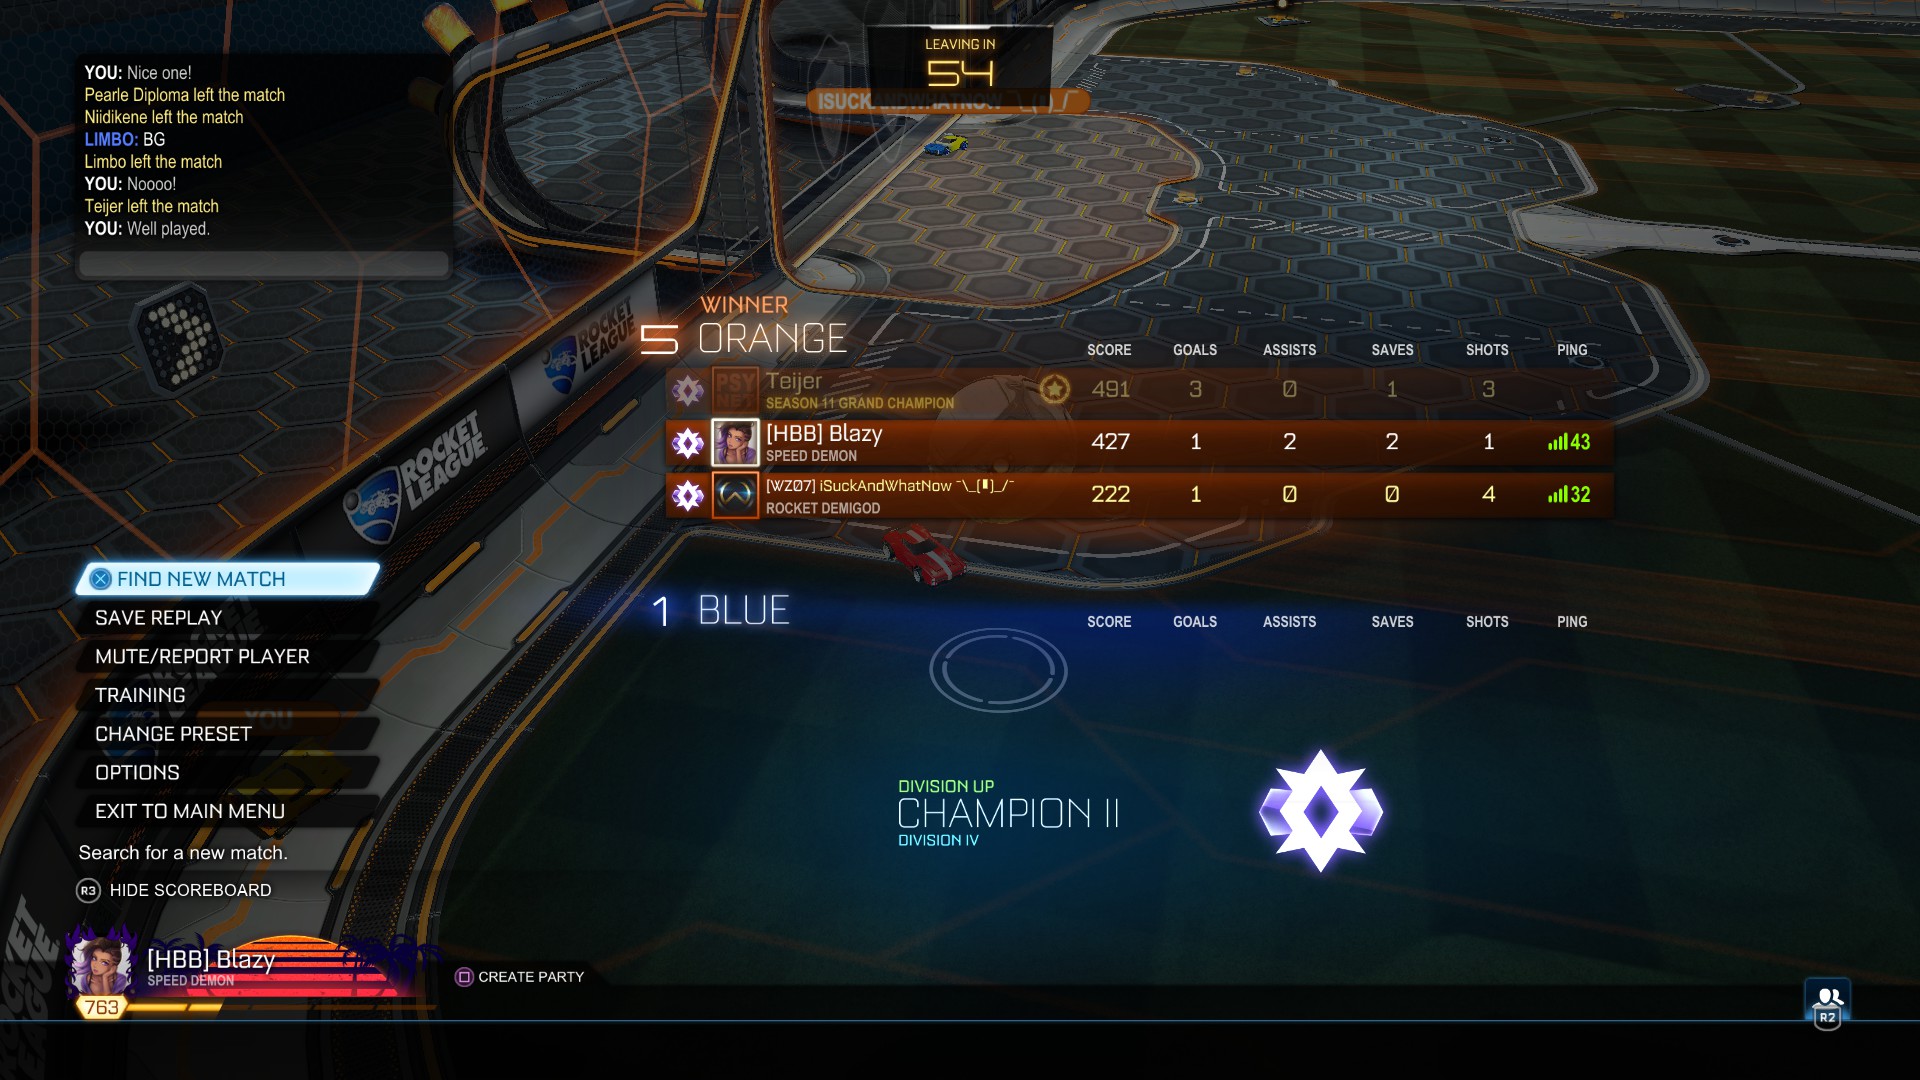 YOU: Nice one!
Pearle Diploma left the match
Niidikene left the match
LIMBO: BG
Limbo left the match
YOU: Noooo!
Teijer left the match
YOU: Well played.
LEAVING IN
54
ISUCKANDWHATNOW ¯\_(
ROCKET LEAGUE
ROCKET LEAGUE
WINNER
5 ORANGE
SCORE GOALS ASSISTS SAVES SHOTS PING
PSY NET Teijer 491 3 0 1 3
SEASON 11 GRAND CHAMPION
[HBB] Blazy 427 1 2 2 1 43
SPEED DEMON
[WZ07] iSuckAndWhatNow ¯\_[▮]_/¯ 222 1 0 0 4 32
ROCKET DEMIGOD
1 BLUE
SCORE GOALS ASSISTS SAVES SHOTS PING
DIVISION UP
CHAMPION II
DIVISION IV
FIND NEW MATCH
SAVE REPLAY
MUTE/REPORT PLAYER
TRAINING
YOU
CHANGE PRESET
OPTIONS
EXIT TO MAIN MENU
Search for a new match.
R3 HIDE SCOREBOARD
[HBB] Blazy
SPEED DEMON
763
CREATE PARTY
R2